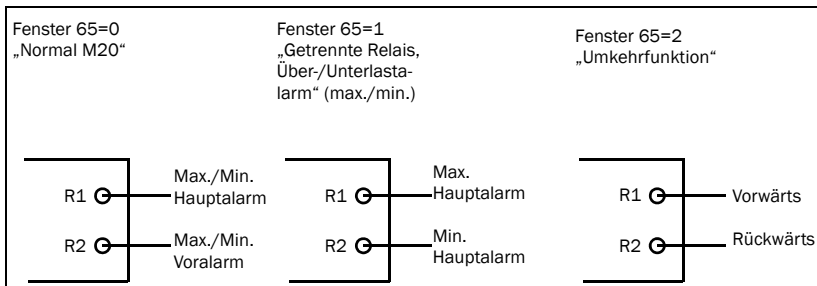 Fenster 65=0
„Normal M20“
Fenster 65=1
„Getrennte Relais,
Über-/Unterlasta-
larm“ (max./min.)
Fenster 65=2
„Umkehrfunktion“
R1
Max./Min.
Hauptalarm
R2
Max./Min.
Voralarm
R1
Max.
Hauptalarm
R2
Min.
Hauptalarm
R1
Vorwärts
R2
Rückwärts